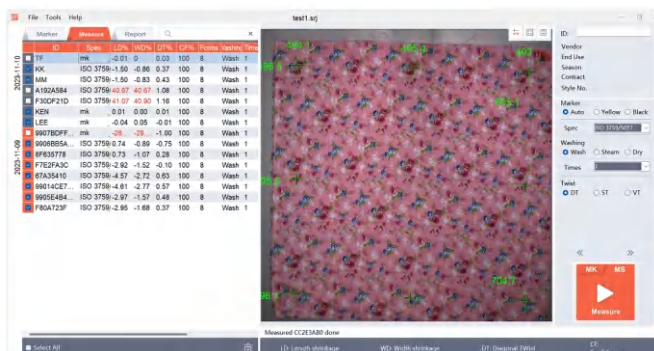 File Tools Help
test1.srj
Marker Measure Report
ID Spec LD% WD% DT% CF% Points Washing Time
2023-11-10
TF mk -0.01 0 0.03 100 8 Wash 1
KK ISO 3759 -1.50 -0.86 0.37 100 8 Wash 1
MM ISO 3759 -1.50 -0.83 0.43 100 8 Wash 1
A192A584 ISO 3759 40.67 40.67 1.08 100 8 Wash 1
F30DF21D ISO 3759 41.07 40.90 1.16 100 8 Wash 1
KEN mk 0.01 0.00 0.01 100 8 Wash 1
LEE mk -0.04 0.05 -0.01 100 8 Wash 1
2023-11-09
9907BDFF... mk -28... -29... -1.00 100 8 Wash 1
9906BB5A... ISO 3759 0.74 -0.89 -0.75 100 8 Wash 1
6F635778 ISO 3759 0.73 -1.07 0.28 100 8 Wash 1
F7E2FA3C ISO 3759 -2.92 -1.52 -0.10 100 8 Wash 1
87A35410 ISO 3759 -4.57 -2.72 0.63 100 8 Wash 1
99014CE7... ISO 3759 -4.61 -2.77 0.57 100 8 Wash 1
9905E4B4... ISO 3759 -2.97 -1.57 0.48 100 8 Wash 1
F60A723F ISO 3759 -2.95 -1.68 0.37 100 8 Wash 1
Select All
704.7
Measured CC2E3AB0 done
LD: Length shrinkage WD: Width shrinkage DT: Diagonal TWist CF:
ID:
Vendor
End Use
Season
Contact
Style No.
Marker
Auto Yellow Black
Spec ISO 3759/5077
Washing
Wash Steam Dry
Times
Twist
DT ST VT
MK MS
Measure